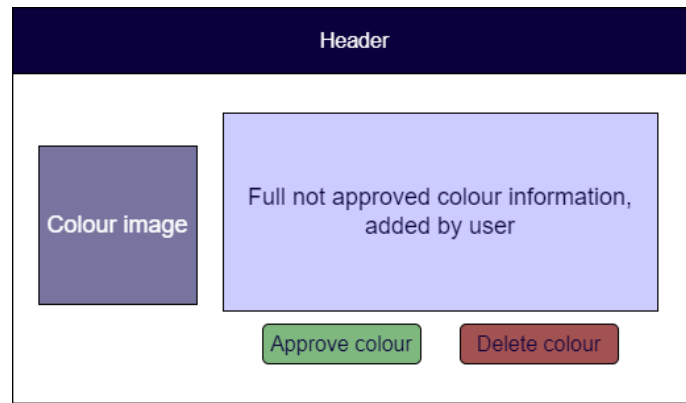 Header
Colour image
Full not approved colour information,
added by user
Approve colour
Delete colour